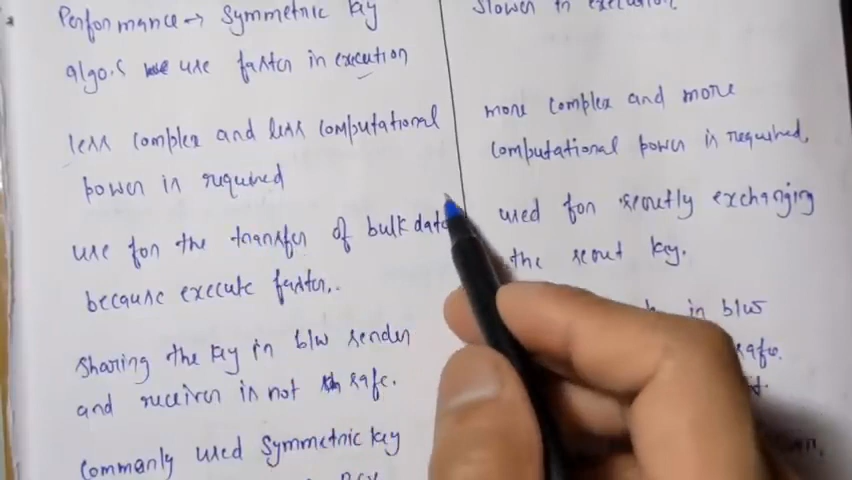 Performance → Symmetric key
algo.s use faster in execution
less complex and less computational
power is required
use for the transfer of bulk data
because execute faster..
Sharing the key in b/w sender
and receiver is not safe.
Commonly used Symmetric key
slower in execution
more complex and more
computational power is required.
used for secretly exchanging
the secret key.
in b/w
safe.